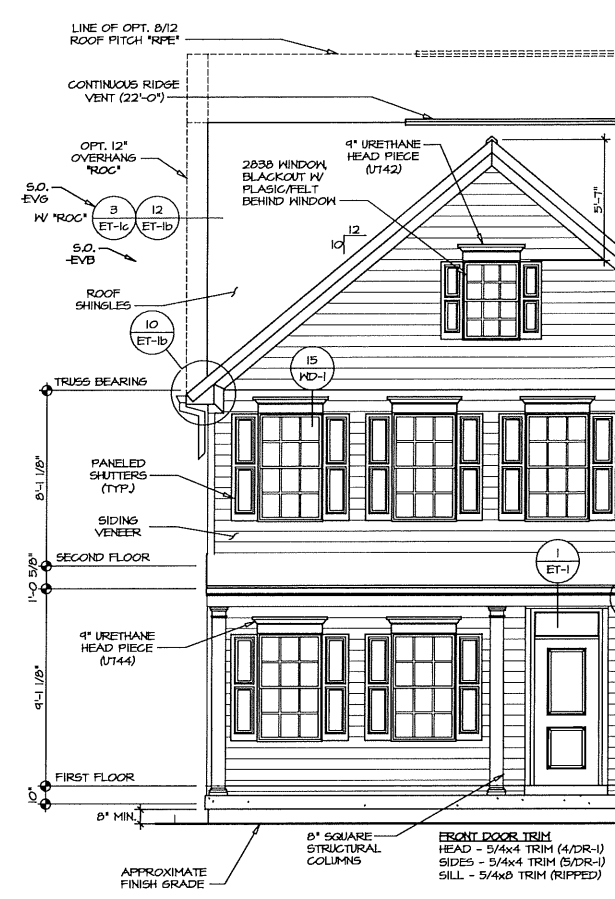 LINE OF OPT. 8/12
ROOF PITCH "RPE"
CONTINUOUS RIDGE
VENT (22'-0")
OPT. 12"
OVERHANG
"ROC"
9" URETHANE
HEAD PIECE
(U742)
2838 WINDOW,
BLACKOUT W/
PLASIC/FELT
BEHIND WINDOW
5'-7"
S.O.
-EVG
W/ "ROC"
3
ET-1c
12
ET-1b
12
10
S.O.
-EVB
ROOF
SHINGLES
10
ET-1b
15
WD-1
TRUSS BEARING
8'-1 1/8"
PANELED
SHUTTERS
(TYP.)
SIDING
VENEER
SECOND FLOOR
1'-0 5/8"
1
ET-1
9" URETHANE
HEAD PIECE
(U744)
9'-1 1/8"
FIRST FLOOR
10"
8" MIN.
8" SQUARE
STRUCTURAL
COLUMNS
FRONT DOOR TRIM
HEAD - 5/4x4 TRIM (4/DR-1)
SIDES - 5/4x4 TRIM (5/DR-1)
SILL - 5/4x8 TRIM (RIPPED)
APPROXIMATE
FINISH GRADE